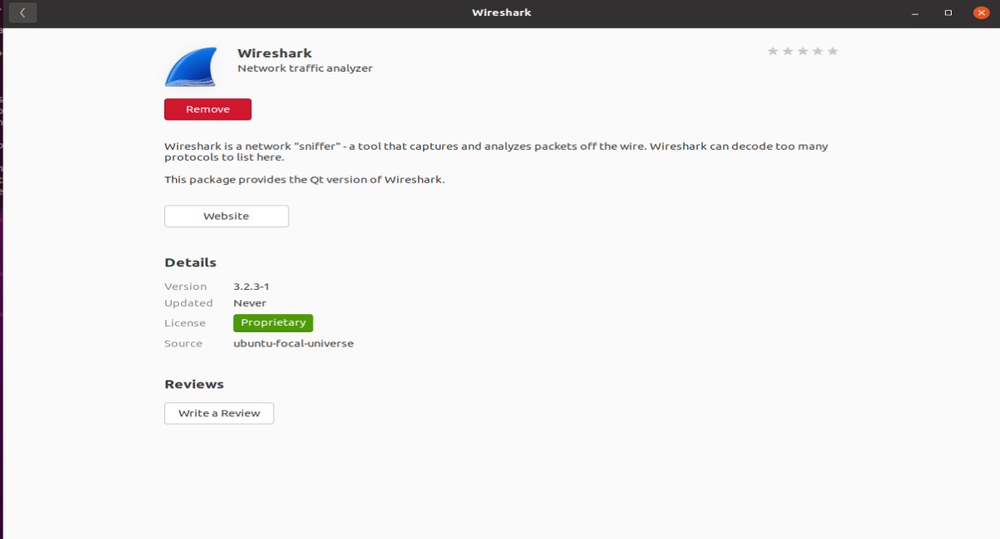 Wireshark
Wireshark
Network traffic analyzer
Remove
Wireshark is a network "sniffer" - a tool that captures and analyzes packets off the wire. Wireshark can decode too many
protocols to list here.
This package provides the Qt version of Wireshark.
Website
Details
Version 3.2.3-1
Updated Never
License Proprietary
Source ubuntu-focal-universe
Reviews
Write a Review